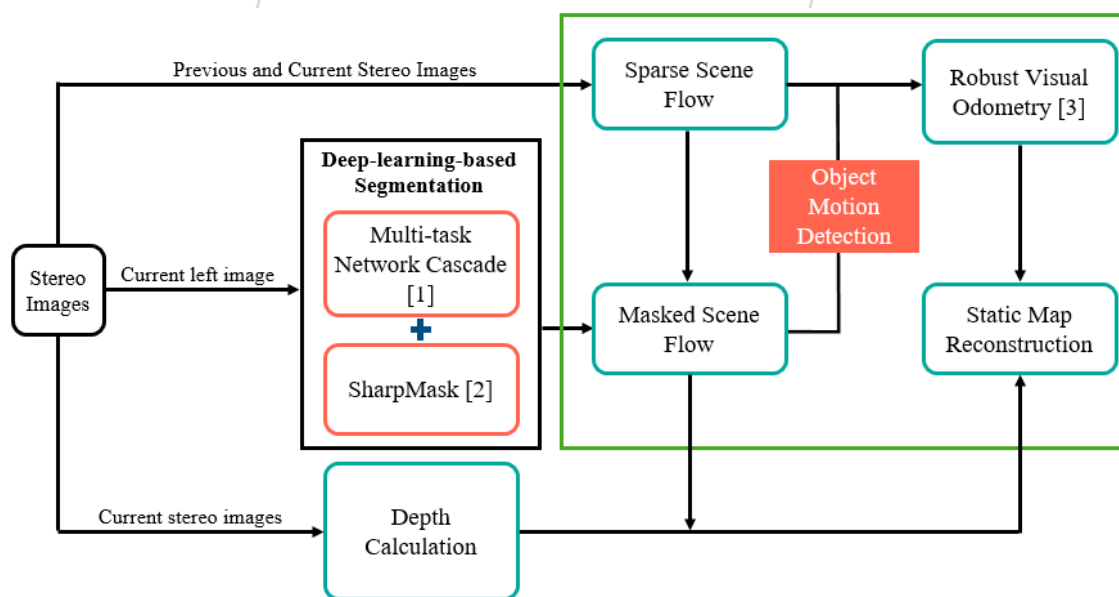 Previous and Current Stereo Images
Sparse Scene
Flow
Robust Visual
Odometry [3]
Deep-learning-based
Segmentation
Object
Motion
Detection
Multi-task
Network Cascade
[1]
Stereo
Images
Current left image
Masked Scene
Flow
Static Map
Reconstruction
SharpMask [2]
Current stereo images
Depth
Calculation